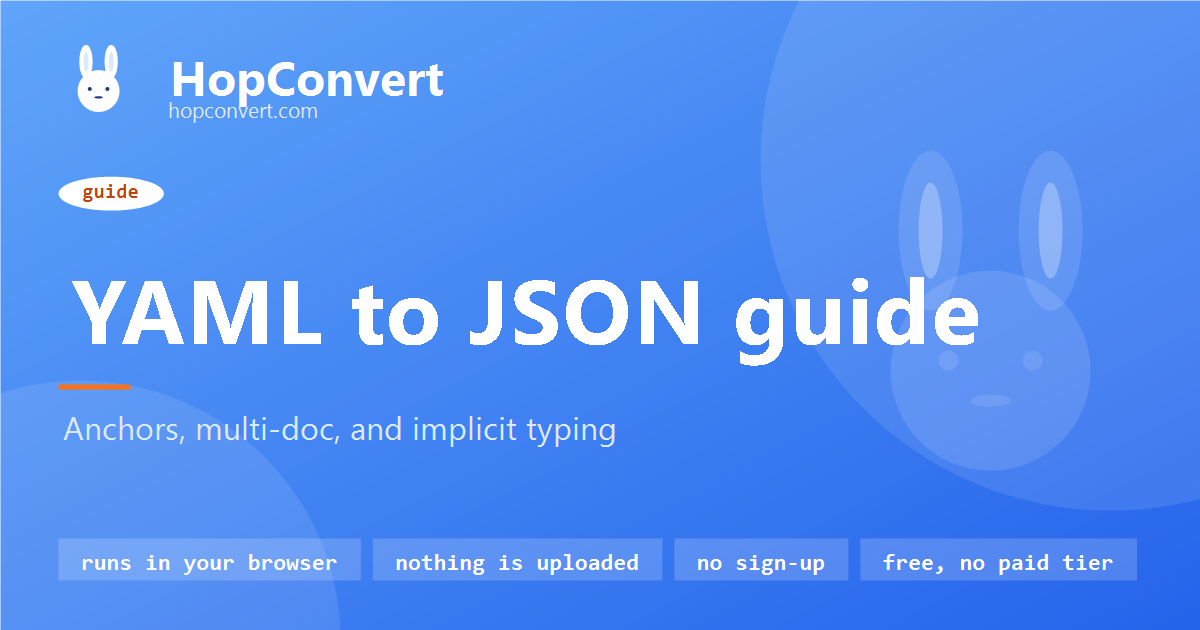 HopConvert
hopconvert.com
guide
YAML to JSON guide
Anchors, multi-doc, and implicit typing
runs in your browser
nothing is uploaded
no sign-up
free, no paid tier